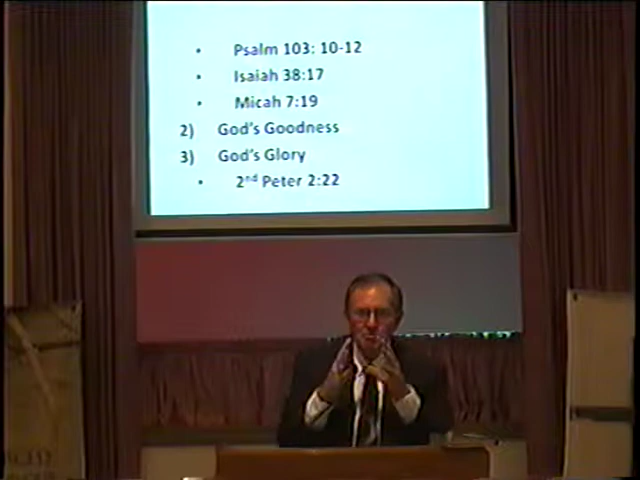 • Psalm 103: 10-12
• Isaiah 38:17
• Micah 7:19
2) God's Goodness
3) God's Glory
• 2nd Peter 2:22